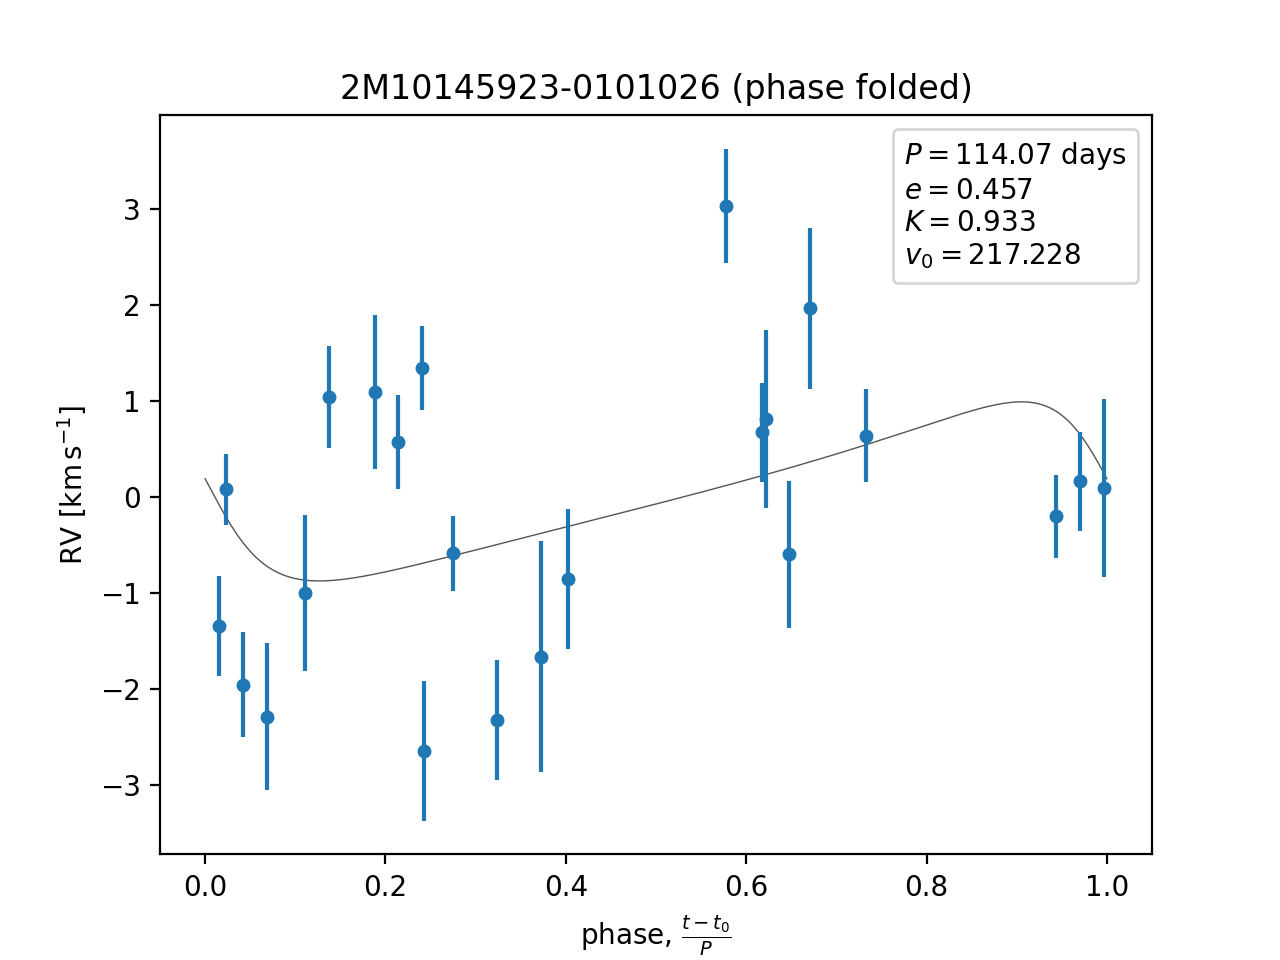 2M10145923-0101026 (phase folded)
P = 114.07 days
e = 0.457
K = 0.933
v₀ = 217.228
RV [km s⁻¹]
3
2
1
0
−1
−2
−3
0.0 0.2 0.4 0.6 0.8 1.0
phase, (t − t₀)/P